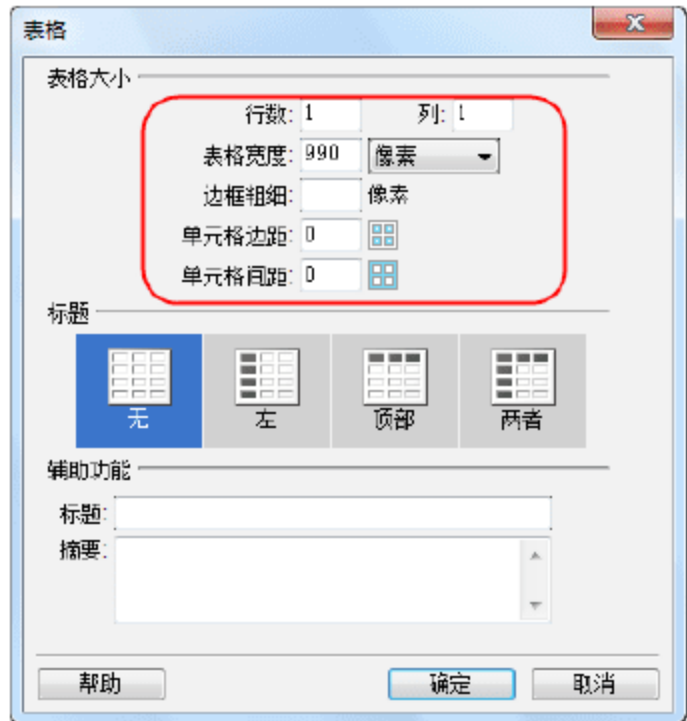 表格
表格大小
行数: 1 列: 1
表格宽度: 990 像素
边框粗细: 像素
单元格边距: 0
单元格间距: 0
标题
无 左 顶部 两者
辅助功能
标题:
摘要:
帮助 确定 取消